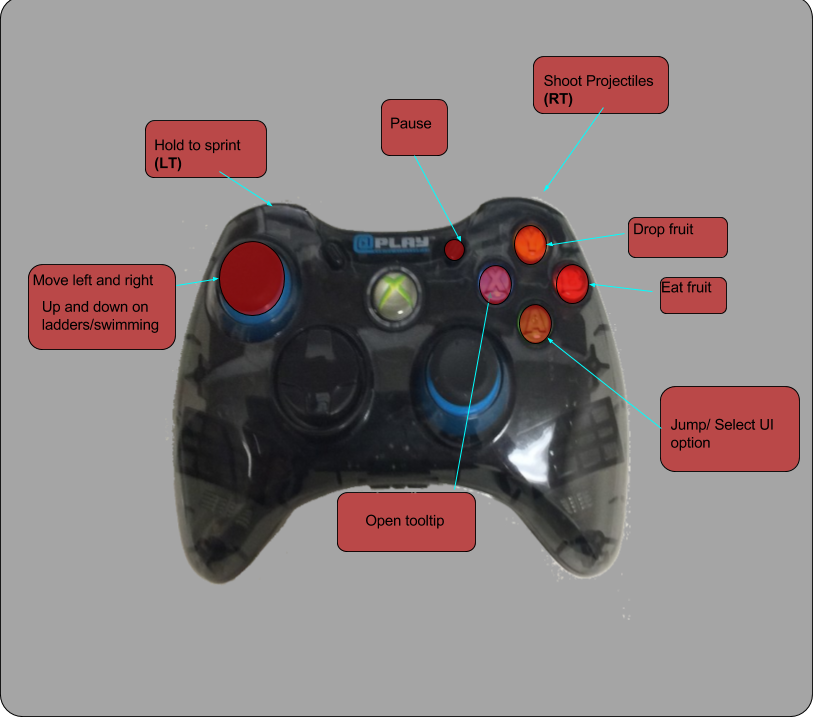 Shoot Projectiles
(RT)
Pause
Hold to sprint
(LT)
Drop fruit
@PLAY
Move left and right
Up and down on
ladders/swimming
Eat fruit
X
Jump/ Select UI
option
Open tooltip